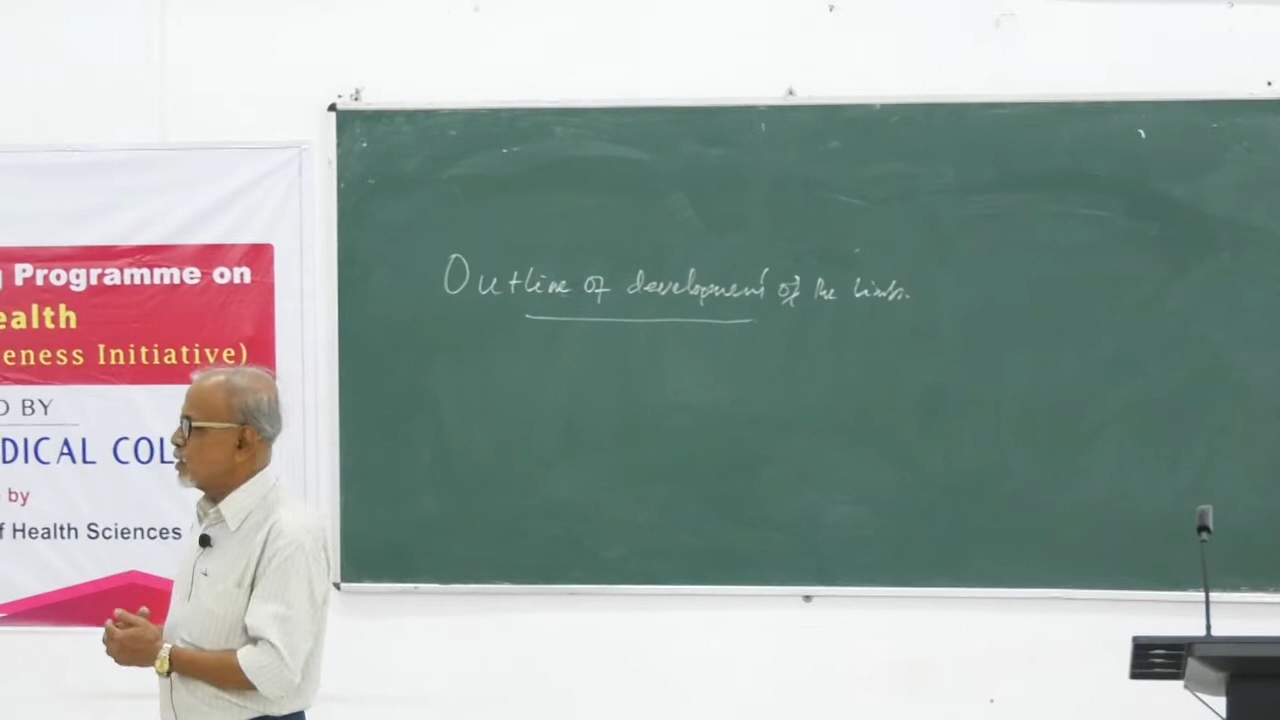 Programme on
ealth
eness Initiative)
D BY
DICAL COL
by
f Health Sciences
Outline of development of the limbs.